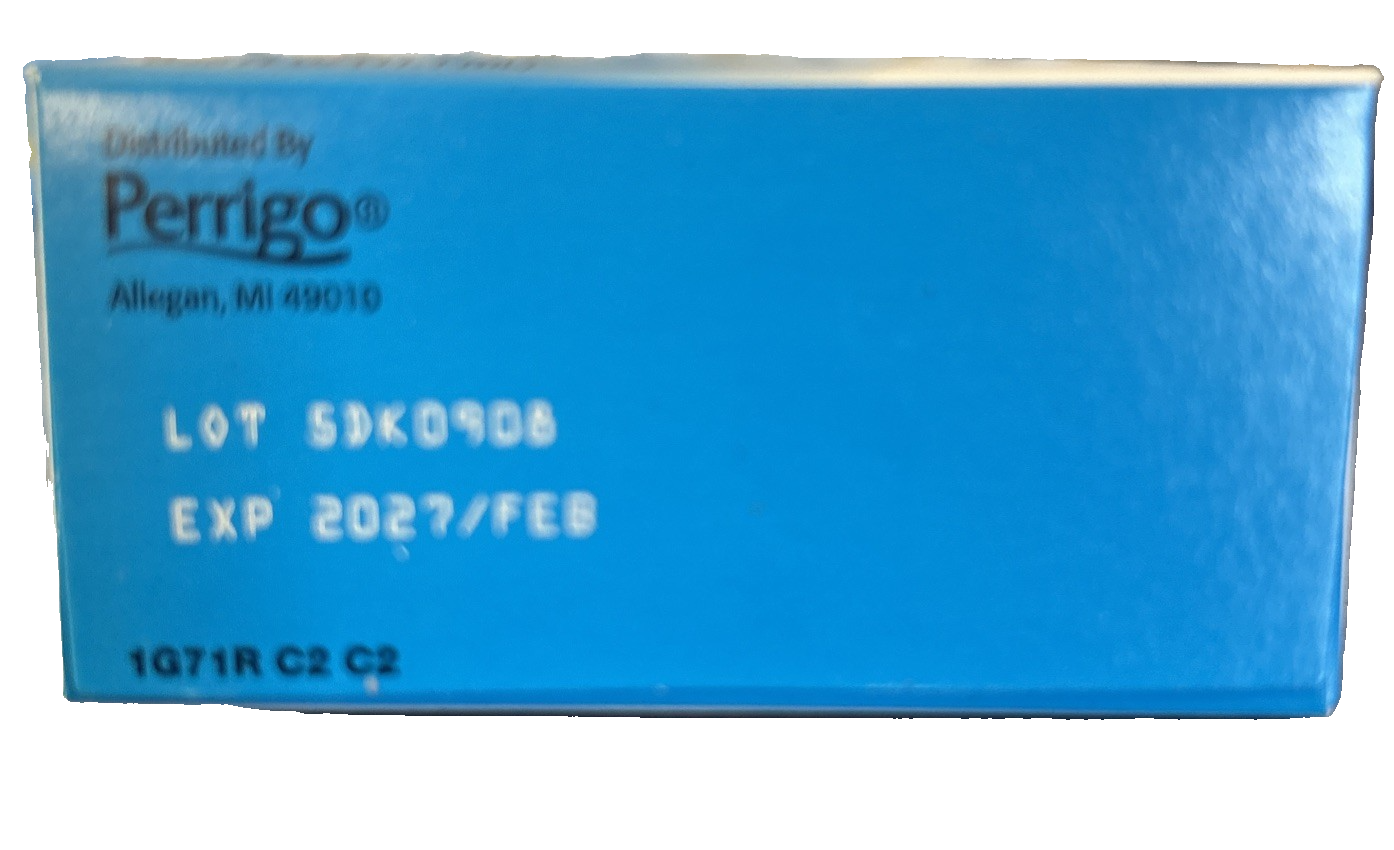 Distributed By
Perrigo®
Allegan, MI 49010
LOT 5DK0908
EXP 2027/FEB
1G71R C2 C2